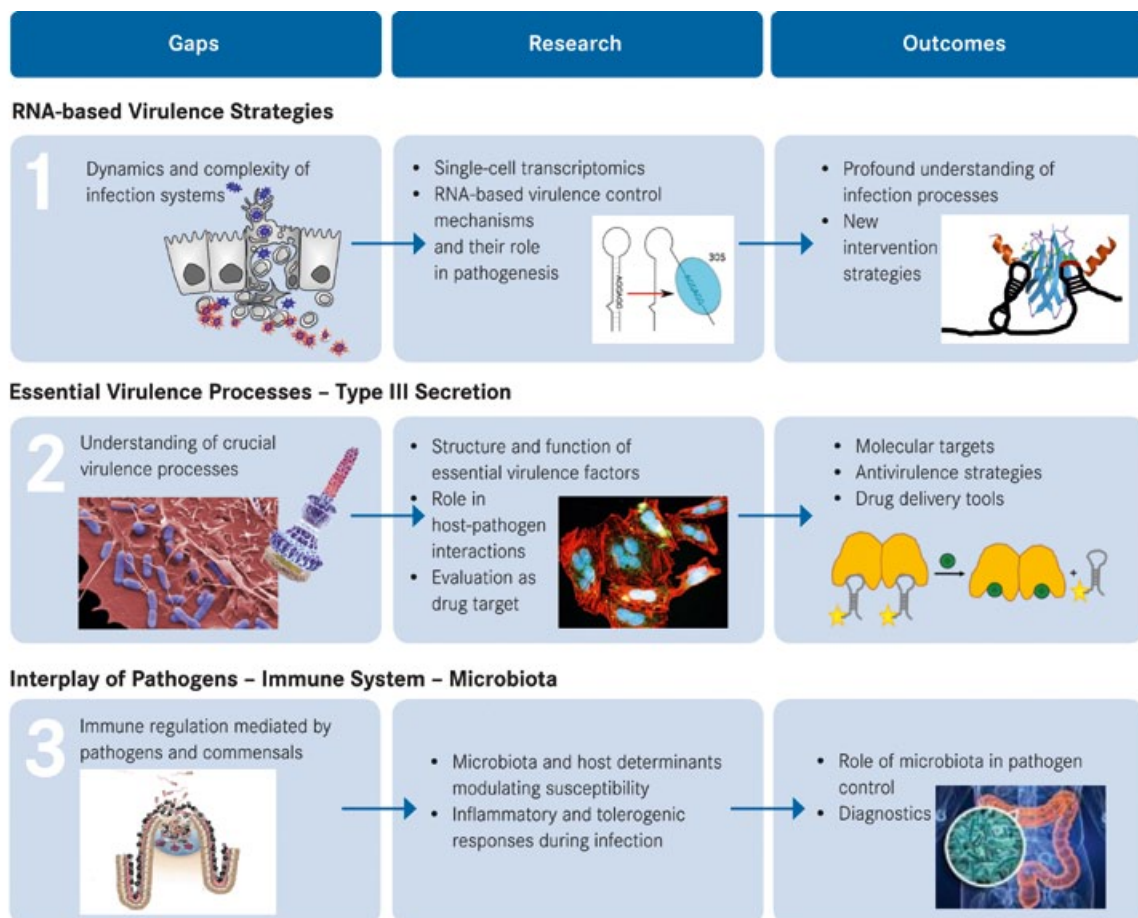 Gaps
Research
Outcomes
RNA-based Virulence Strategies
1
Dynamics and complexity of
infection systems
• Single-cell transcriptomics
• RNA-based virulence control
mechanisms
and their role
in pathogenesis
30S
• Profound understanding of
infection processes
• New
intervention
strategies
Essential Virulence Processes – Type III Secretion
2
Understanding of crucial
virulence processes
• Structure and function of
essential virulence factors
• Role in
host-pathogen
interactions
• Evaluation as
drug target
• Molecular targets
• Antivirulence strategies
• Drug delivery tools
+
Interplay of Pathogens – Immune System – Microbiota
3
Immune regulation mediated by
pathogens and commensals
• Microbiota and host determinants
modulating susceptibility
• Inflammatory and tolerogenic
responses during infection
• Role of microbiota in pathogen
control
• Diagnostics